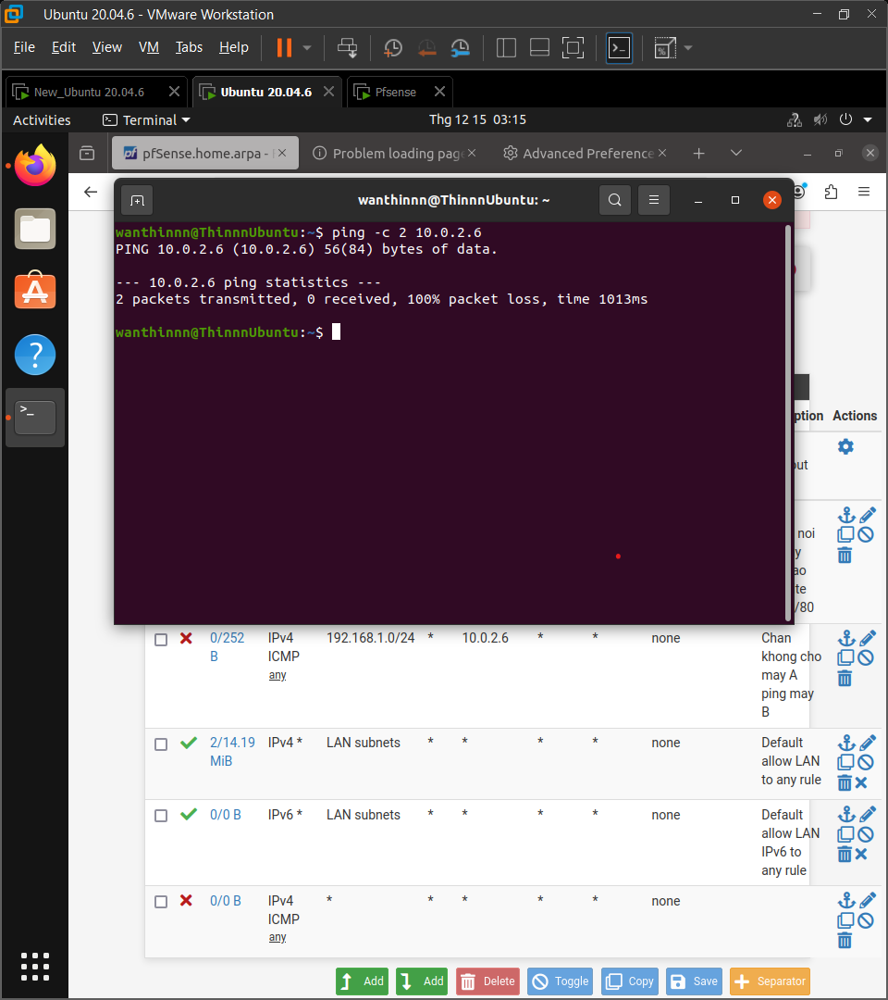 Ubuntu 20.04.6 - VMware Workstation
File Edit View VM Tabs Help
New_Ubuntu 20.04.6 Ubuntu 20.04.6 Pfsense
Activities Terminal Thg 12 15 03:15
pfSense.home.arpa - Problem loading page Advanced Preference
wanthinnn@ThinnnUbuntu: ~
wanthinnn@ThinnnUbuntu:~$ ping -c 2 10.0.2.6
PING 10.0.2.6 (10.0.2.6) 56(84) bytes of data.
--- 10.0.2.6 ping statistics ---
2 packets transmitted, 0 received, 100% packet loss, time 1013ms
wanthinnn@ThinnnUbuntu:~$
ption Actions
out
noi
y
ao
te
/80
0/252 B IPv4 ICMP any 192.168.1.0/24 * 10.0.2.6 * * none Chan
khong cho
may A
ping may
B
2/14.19 MiB IPv4 * LAN subnets * * * * none Default
allow LAN
to any rule
0/0 B IPv6 * LAN subnets * * * * none Default
allow LAN
IPv6 to
any rule
0/0 B IPv4 ICMP any * * * * * none
Add Add Delete Toggle Copy Save Separator